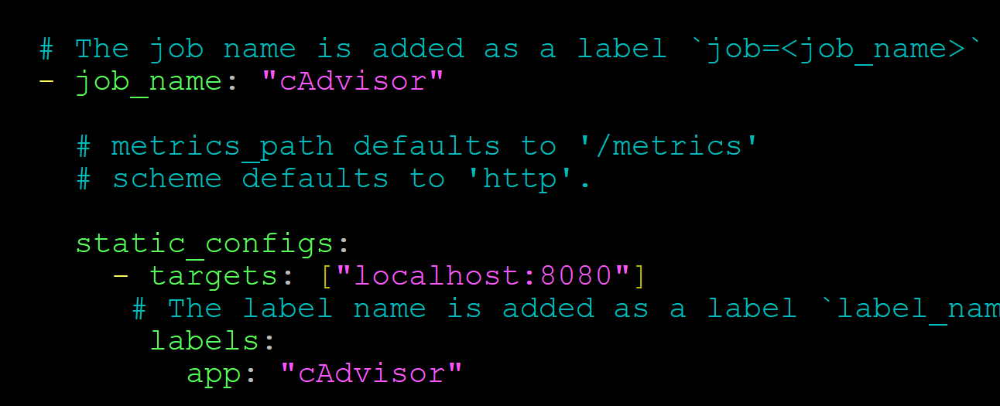 # The job name is added as a label `job=<job_name>`
- job_name: "cAdvisor"
# metrics_path defaults to '/metrics'
# scheme defaults to 'http'.
static_configs:
- targets: ["localhost:8080"]
# The label name is added as a label `label_nam
labels:
app: "cAdvisor"